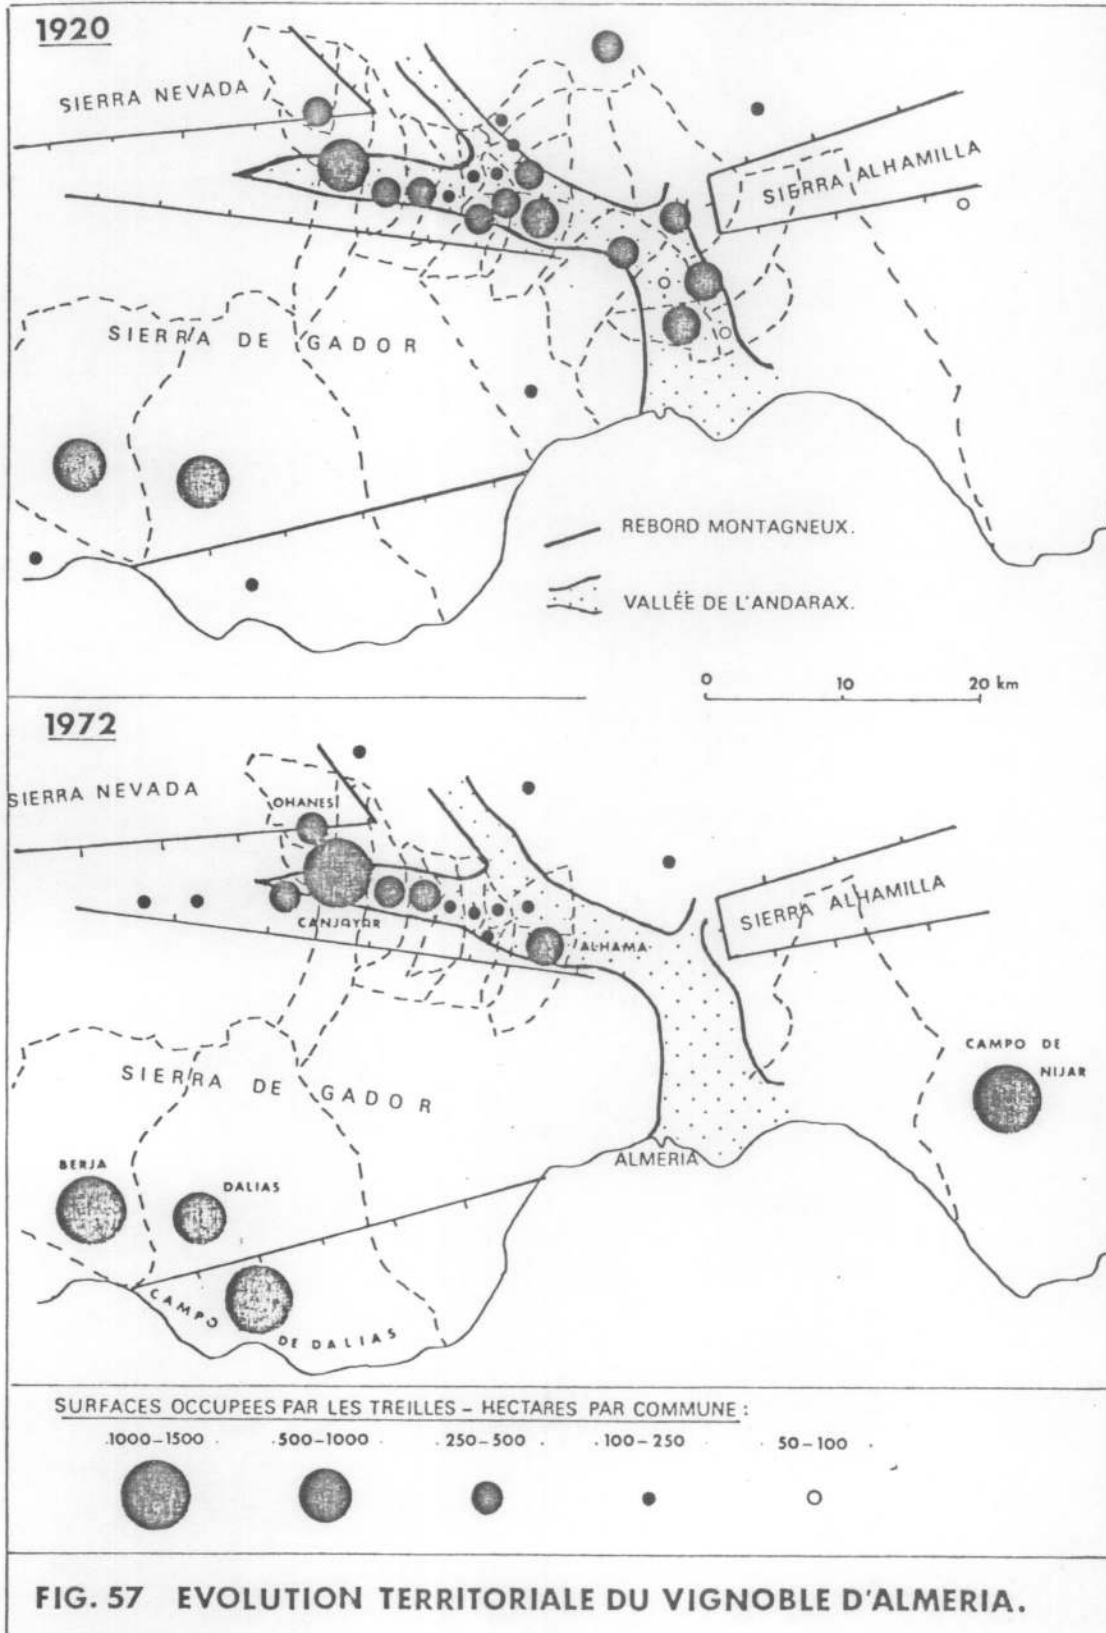 1920
SIERRA NEVADA
SIERRA ALHAMILLA
SIERRA DE GADOR
REBORD MONTAGNEUX.
VALLÉE DE L'ANDARAX.
0 10 20 km
1972
SIERRA NEVADA
OHANES
CANJAYAR
ALHAMA
SIERRA ALHAMILLA
CAMPO DE
NIJAR
SIERRA DE GADOR
BERJA
DALIAS
ALMERIA
CAMPO DE DALIAS
SURFACES OCCUPEES PAR LES TREILLES – HECTARES PAR COMMUNE :
.1000–1500 .500–1000 .250–500 .100–250 . 50–100 .
FIG. 57 EVOLUTION TERRITORIALE DU VIGNOBLE D'ALMERIA.